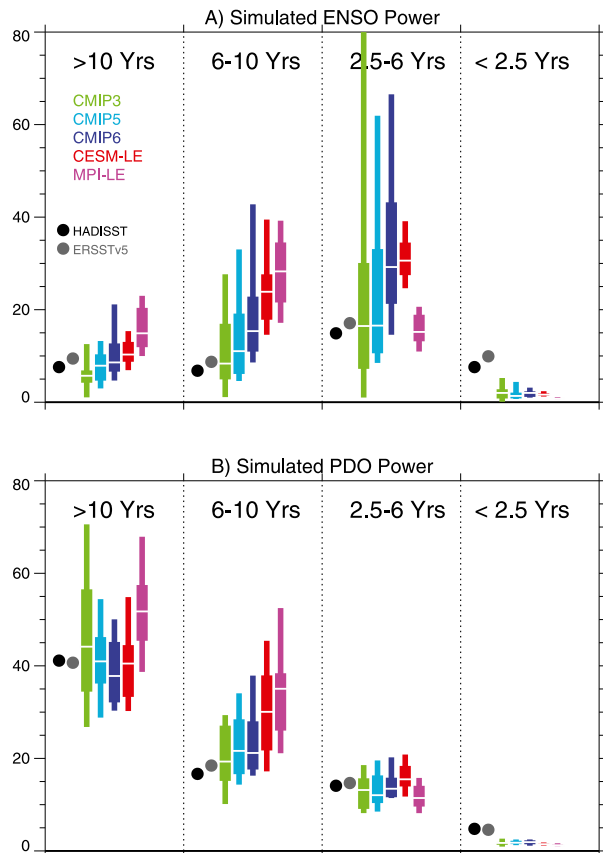 A) Simulated ENSO Power
80
60
40
20
0
>10 Yrs
6-10 Yrs
2.5-6 Yrs
< 2.5 Yrs
CMIP3
CMIP5
CMIP6
CESM-LE
MPI-LE
HADISST
ERSSTv5
B) Simulated PDO Power
80
60
40
20
0
>10 Yrs
6-10 Yrs
2.5-6 Yrs
< 2.5 Yrs